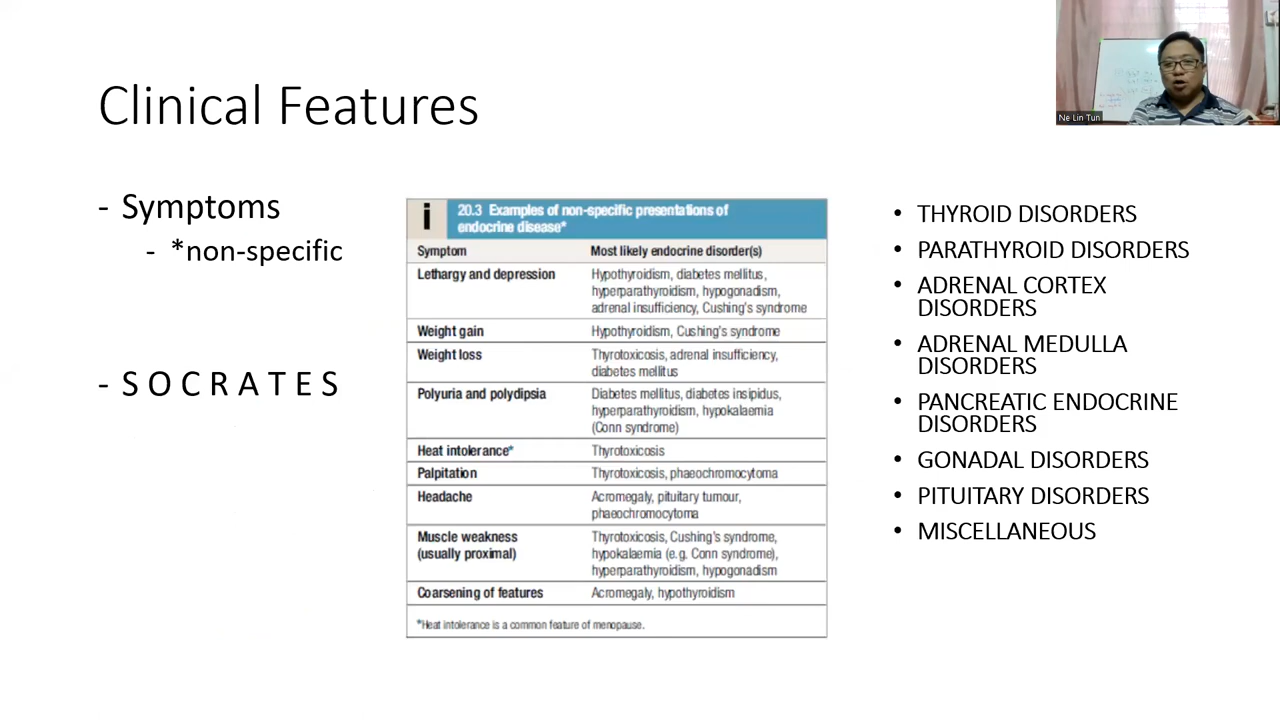 Clinical Features
Ne Lin Tun
- Symptoms
- *non-specific
- S O C R A T E S
i
20.3 Examples of non-specific presentations of
endocrine disease*
Symptom Most likely endocrine disorder(s)
Lethargy and depression Hypothyroidism, diabetes mellitus,
hyperparathyroidism, hypogonadism,
adrenal insufficiency, Cushing's syndrome
Weight gain Hypothyroidism, Cushing's syndrome
Weight loss Thyrotoxicosis, adrenal insufficiency,
diabetes mellitus
Polyuria and polydipsia Diabetes mellitus, diabetes insipidus,
hyperparathyroidism, hypokalaemia
(Conn syndrome)
Heat intolerance* Thyrotoxicosis
Palpitation Thyrotoxicosis, phaeochromocytoma
Headache Acromegaly, pituitary tumour,
phaeochromocytoma
Muscle weakness Thyrotoxicosis, Cushing's syndrome,
(usually proximal) hypokalaemia (e.g. Conn syndrome),
hyperparathyroidism, hypogonadism
Coarsening of features Acromegaly, hypothyroidism
*Heat intolerance is a common feature of menopause.
• THYROID DISORDERS
• PARATHYROID DISORDERS
• ADRENAL CORTEX
DISORDERS
• ADRENAL MEDULLA
DISORDERS
• PANCREATIC ENDOCRINE
DISORDERS
• GONADAL DISORDERS
• PITUITARY DISORDERS
• MISCELLANEOUS